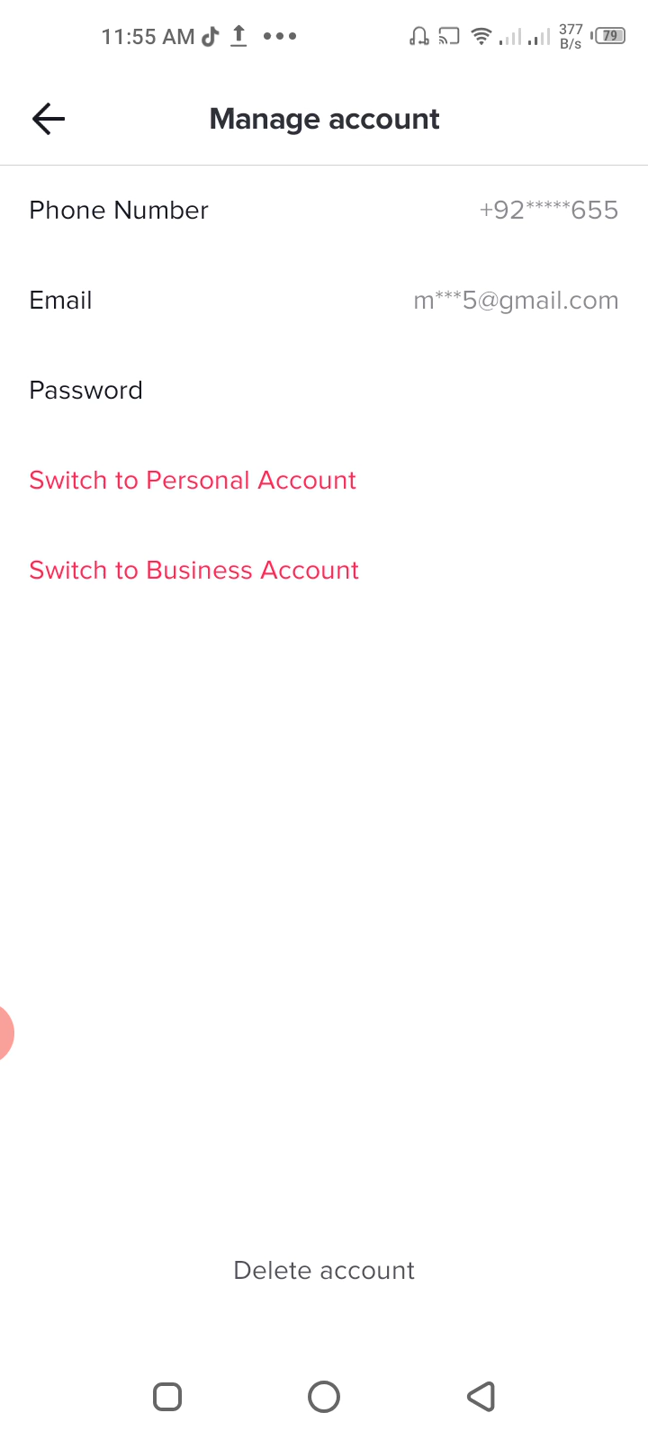 11:55 AM
377
B/s
79
Manage account
Phone Number +92*****655
Email m***5@gmail.com
Password
Switch to Personal Account
Switch to Business Account
Delete account